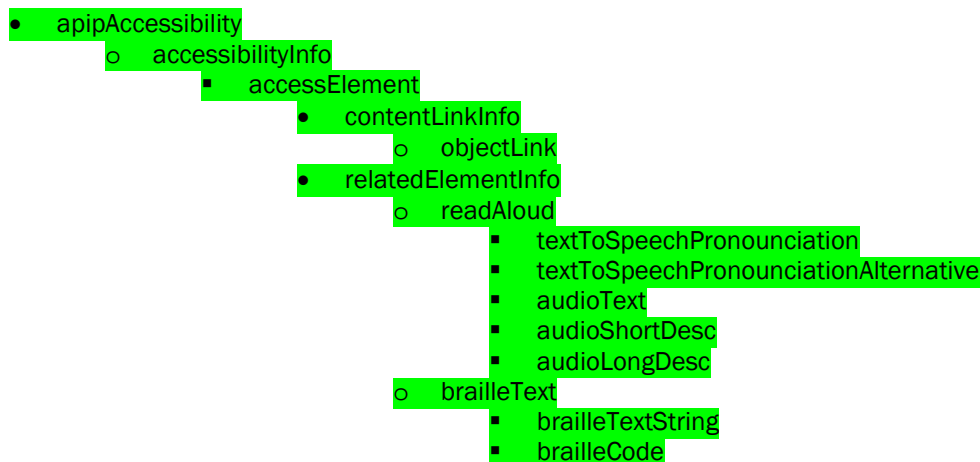 • apipAccessibility
o accessibilityInfo
▪ accessElement
• contentLinkInfo
o objectLink
• relatedElementInfo
o readAloud
▪ textToSpeechPronounciation
▪ textToSpeechPronounciationAlternative
▪ audioText
▪ audioShortDesc
▪ audioLongDesc
o brailleText
▪ brailleTextString
▪ brailleCode